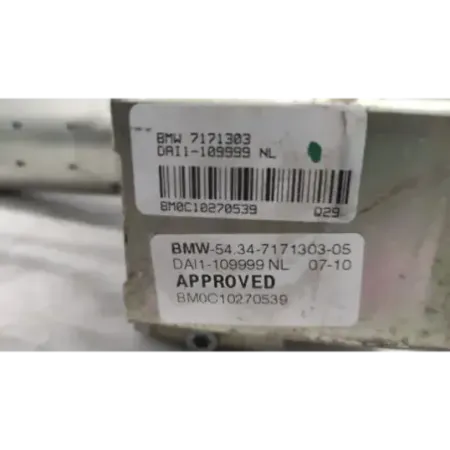 BMW 7171303
DAI1-109999 NL
BM0C10270539 Q29
BMW-54.34-7171303-05
DAI1-109999 NL 07-10
APPROVED
BM0C10270539